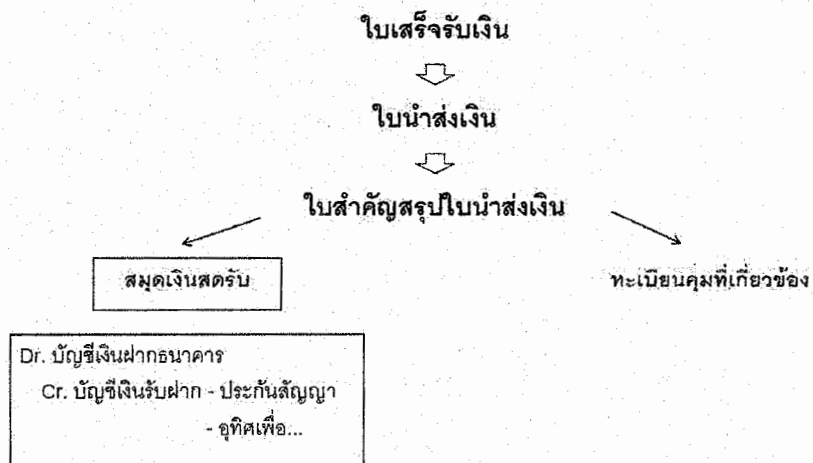 ใบเสร็จรับเงิน
ใบนำส่งเงิน
ใบสำคัญสรุปใบนำส่งเงิน
สมุดเงินสดรับ
ทะเบียนคุมที่เกี่ยวข้อง
Dr. บัญชีเงินฝากธนาคาร
Cr. บัญชีเงินรับฝาก - ประกันสัญญา
- อุทิศเพื่อ...